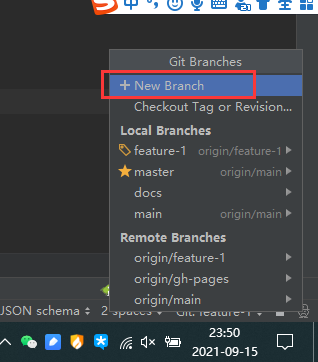 中
Git Branches
+ New Branch
Checkout Tag or Revision...
Local Branches
feature-1 origin/feature-1
master origin/main
docs
main origin/main
Remote Branches
origin/feature-1
origin/gh-pages
origin/main
JSON schema 2 spaces Git: feature-1
23:50
2021-09-15